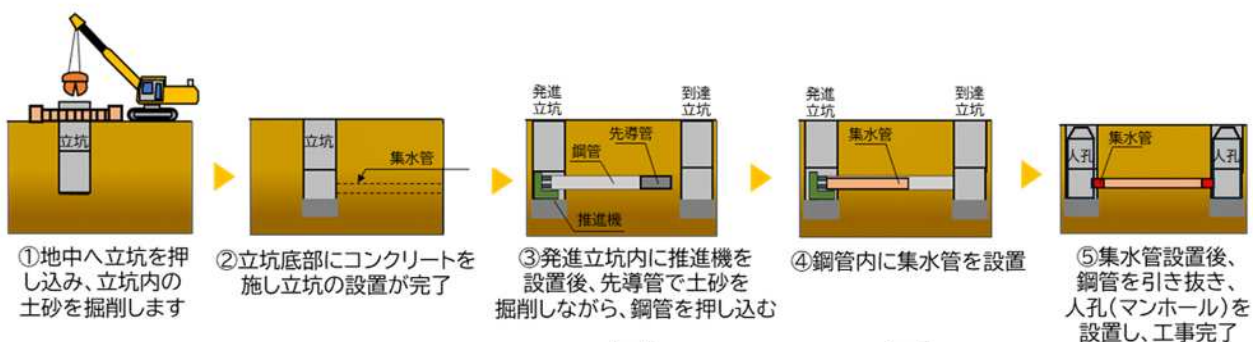 立坑
①地中へ立坑を押
し込み、立坑内の
土砂を掘削します
立坑
集水管
②立坑底部にコンクリートを
施し立坑の設置が完了
発進
立坑
到達
立坑
先導管
鋼管
推進機
③発進立坑内に推進機を
設置後、先導管で土砂を
掘削しながら、鋼管を押し込む
発進
立坑
到達
立坑
集水管
④鋼管内に集水管を設置
集水管
人孔
人孔
⑤集水管設置後、
鋼管を引き抜き、
人孔(マンホール)を
設置し、工事完了